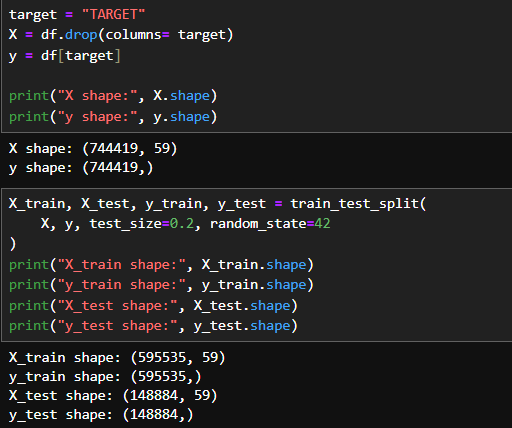 target = "TARGET"
X = df.drop(columns= target)
y = df[target]
print("X shape:", X.shape)
print("y shape:", y.shape)
X shape: (744419, 59)
y shape: (744419,)
X_train, X_test, y_train, y_test = train_test_split(
    X, y, test_size=0.2, random_state=42
)
print("X_train shape:", X_train.shape)
print("y_train shape:", y_train.shape)
print("X_test shape:", X_test.shape)
print("y_test shape:", y_test.shape)
X_train shape: (595535, 59)
y_train shape: (595535,)
X_test shape: (148884, 59)
y_test shape: (148884,)